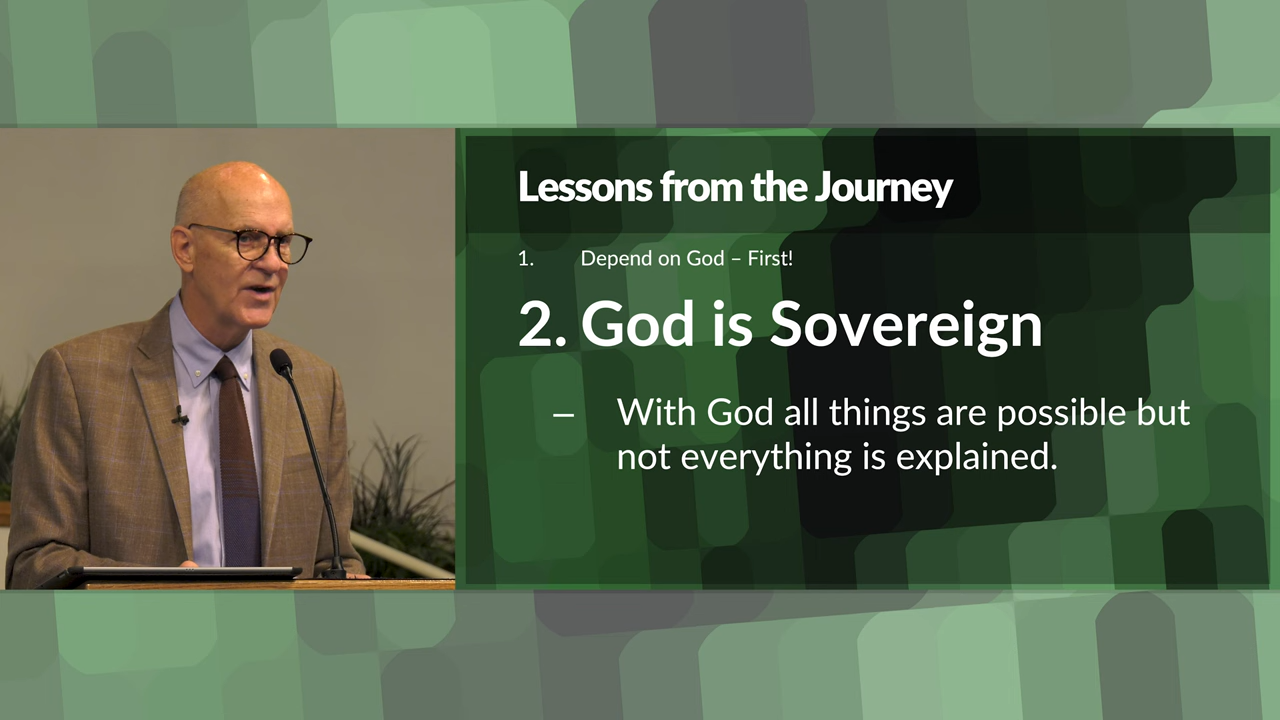 Lessons from the Journey
1. Depend on God – First!
2. God is Sovereign
– With God all things are possible but
not everything is explained.